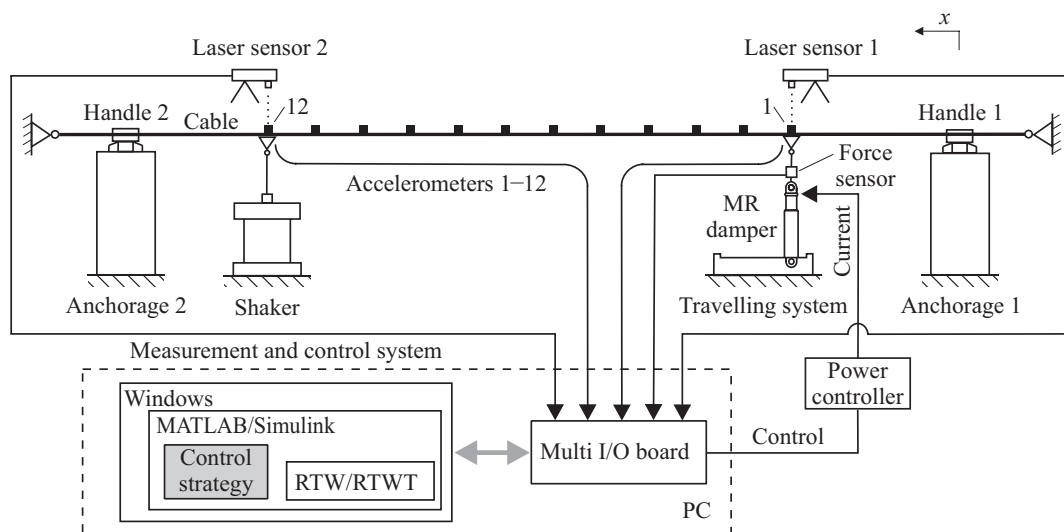 x
Laser sensor 2
Laser sensor 1
Handle 2
12
1
Handle 1
Cable
Force
sensor
Accelerometers 1–12
MR
damper
Current
Anchorage 2
Shaker
Travelling system
Anchorage 1
Measurement and control system
Power
controller
Windows
MATLAB/Simulink
Control
strategy
RTW/RTWT
Multi I/O board
Control
PC